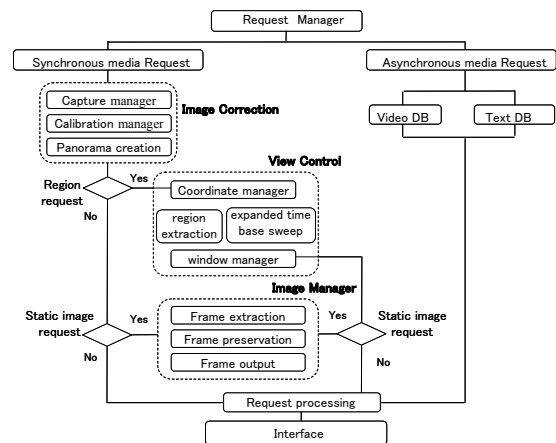 Request Manager
Synchronous media Request
Asynchronous media Request
Capture manager
Calibration manager
Panorama creation
Image Correction
Video DB
Text DB
Region
request
Yes
No
View Control
Coordinate manager
region
extraction
expanded time
base sweep
window manager
Image Manager
Static image
request
Yes
No
Frame extraction
Frame preservation
Frame output
Yes
Static image
request
No
Request processing
Interface